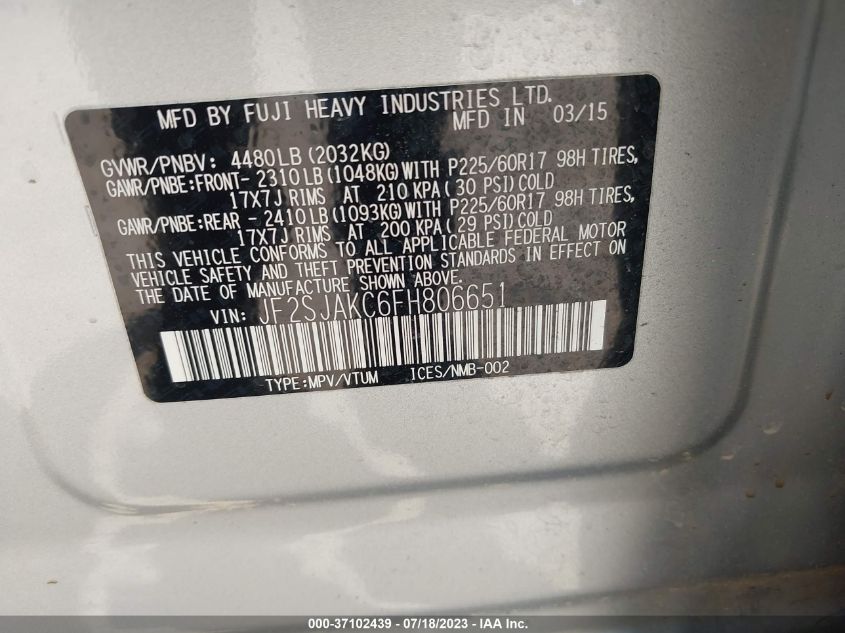 MFD BY FUJI HEAVY INDUSTRIES LTD.
MFD IN 03/15
GVWR/PNBV: 4480LB (2032KG)
GAWR/PNBE:FRONT- 2310LB (1048KG)WITH P225/60R17 98H TIRES,
17X7J RIMS AT 210 KPA( 30 PSI)COLD
GAWR/PNBE:REAR - 2410LB (1093KG)WITH P225/60R17 98H TIRES,
17X7J RIMS AT 200 KPA( 29 PSI)COLD
THIS VEHICLE CONFORMS TO ALL APPLICABLE FEDERAL MOTOR
VEHICLE SAFETY AND THEFT PREVENTION STANDARDS IN EFFECT ON
THE DATE OF MANUFACTURE SHOWN ABOVE.
VIN: JF2SJAKC6FH806651
TYPE:MPV/VTUM ICES/NMB-002
000-37102439 / 07/18/2023 - IAA Inc.